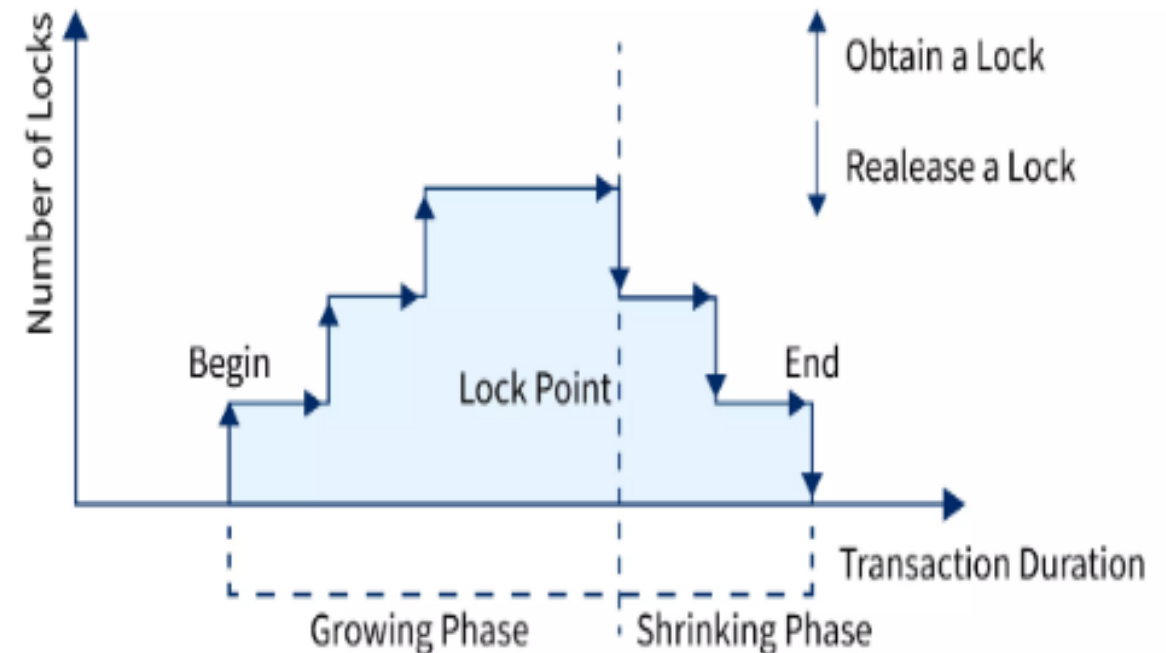 Number of Locks
Obtain a Lock
Realease a Lock
Begin
Lock Point
End
Transaction Duration
Growing Phase
Shrinking Phase